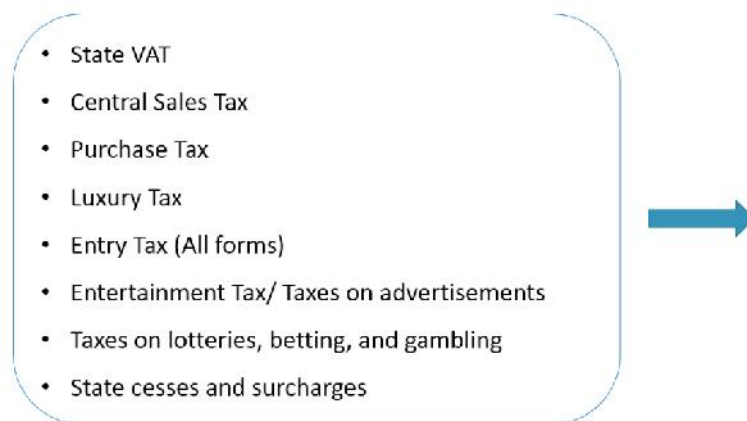 • State VAT
• Central Sales Tax
• Purchase Tax
• Luxury Tax
• Entry Tax (All forms)
• Entertainment Tax/ Taxes on advertisements
• Taxes on lotteries, betting, and gambling
• State cesses and surcharges